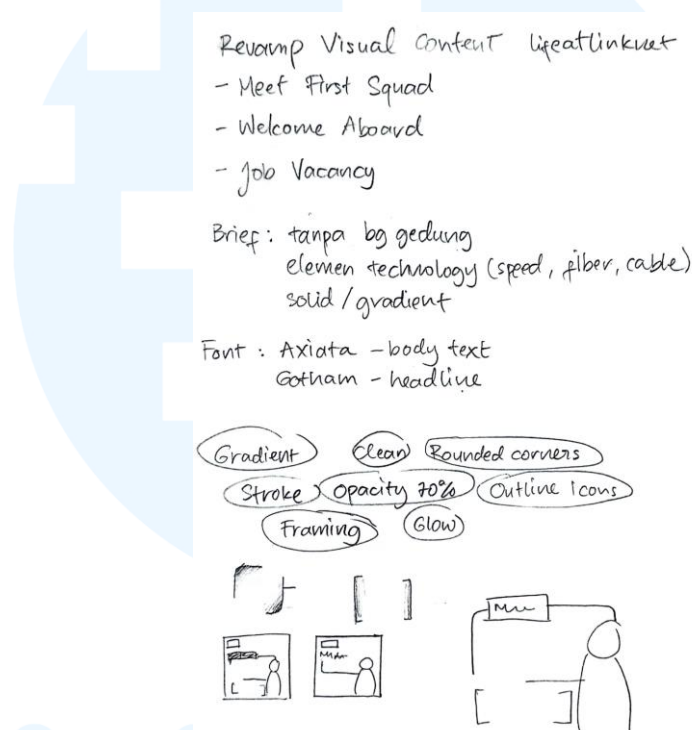 Revamp Visual Content lifeatlinknet
- Meet First Squad
- Welcome Aboard
- Job Vacancy
Brief: tanpa bg gedung
elemen technology (speed, fiber, cable)
solid / gradient
Font : Axiata - body text
Gotham - headline
Gradient Clean Rounded corners
Stroke Opacity 70% Outline Icons
Framing Glow